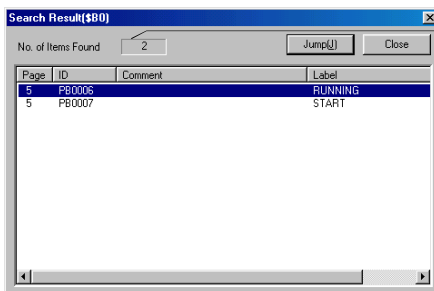 Search Result($B0)
No. of Items Found 2 Jump(J) Close
Page ID Comment Label
5 PB0006 RUNNING
5 PB0007 START